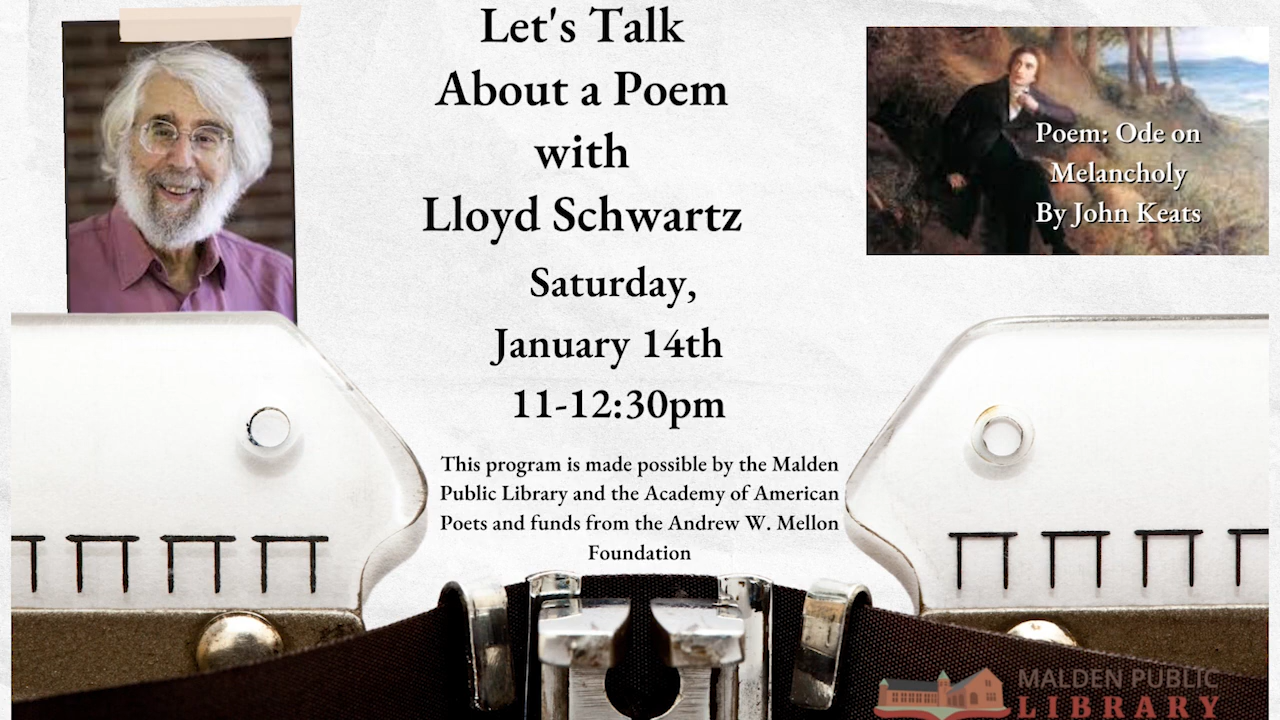 Let's Talk
About a Poem
with
Lloyd Schwartz
Saturday,
January 14th
11-12:30pm
This program is made possible by the Malden
Public Library and the Academy of American
Poets and funds from the Andrew W. Mellon
Foundation
Poem: Ode on
Melancholy
By John Keats
MALDEN PUBLIC
LIBRARY